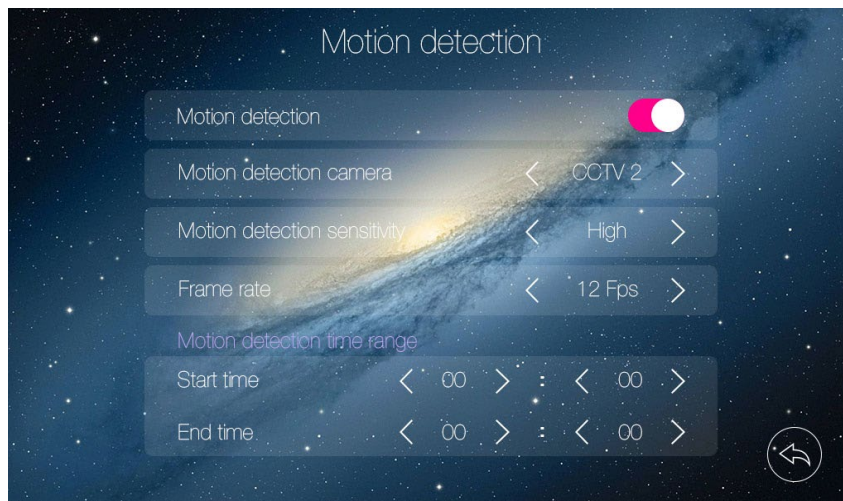 Motion detection
Motion detection
Motion detection camera CCTV 2
Motion detection sensitivity High
Frame rate 12 Fps
Motion detection time range
Start time 00 : 00
End time 00 : 00